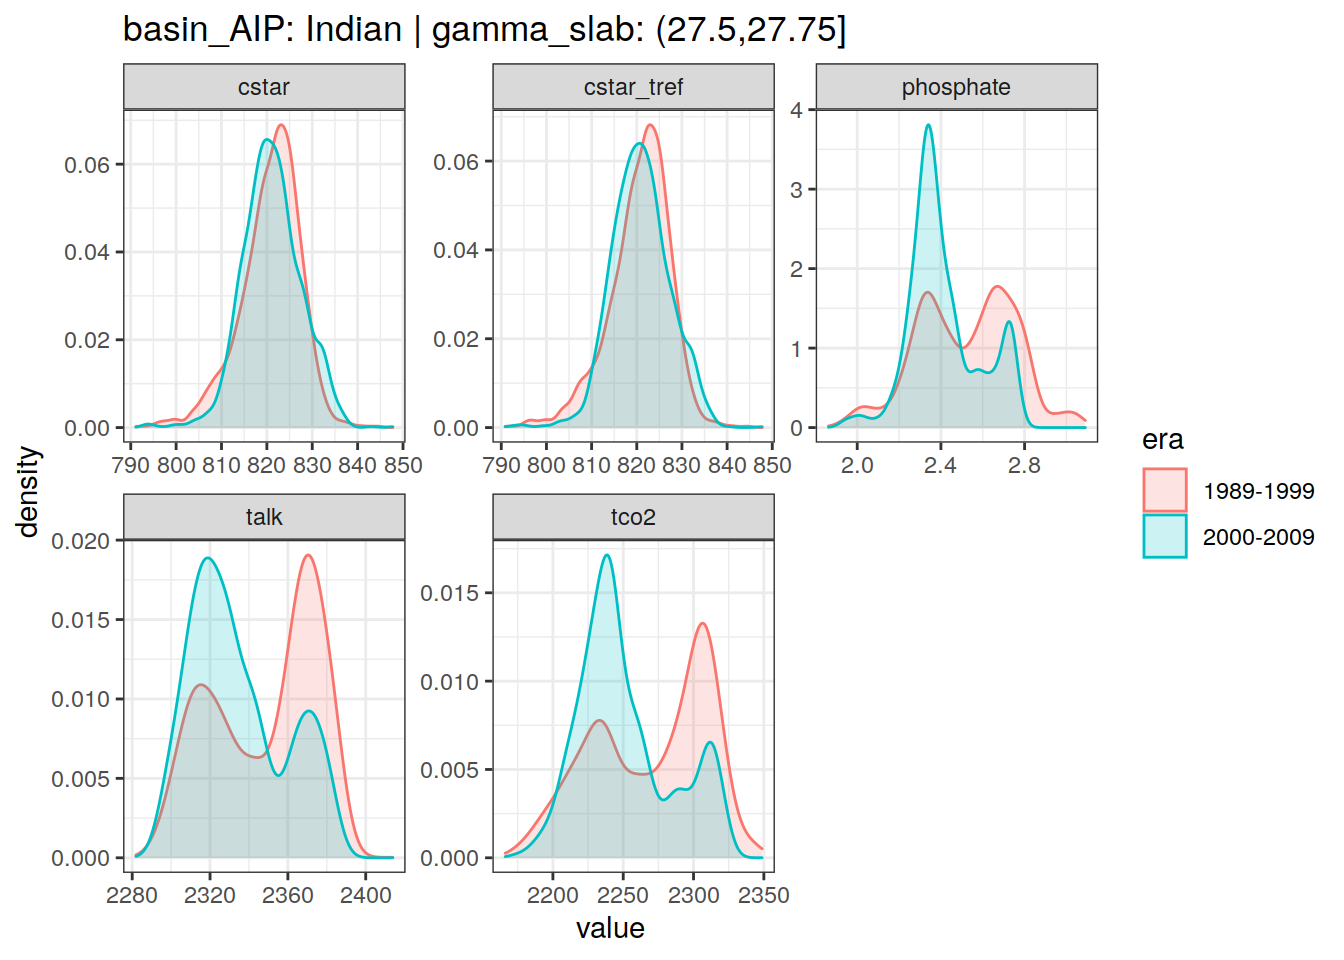 basin_AIP: Indian | gamma_slab: (27.5,27.75]
cstar
cstar_tref
phosphate
0.06
0.04
0.02
0.00
790 800 810 820 830 840 850
0.06
0.04
0.02
0.00
790 800 810 820 830 840 850
4
3
2
1
0
2.0 2.4 2.8
density
talk
tco2
0.020
0.015
0.010
0.005
0.000
2280 2320 2360 2400
0.015
0.010
0.005
0.000
2200 2250 2300 2350
value
era
1989-1999
2000-2009